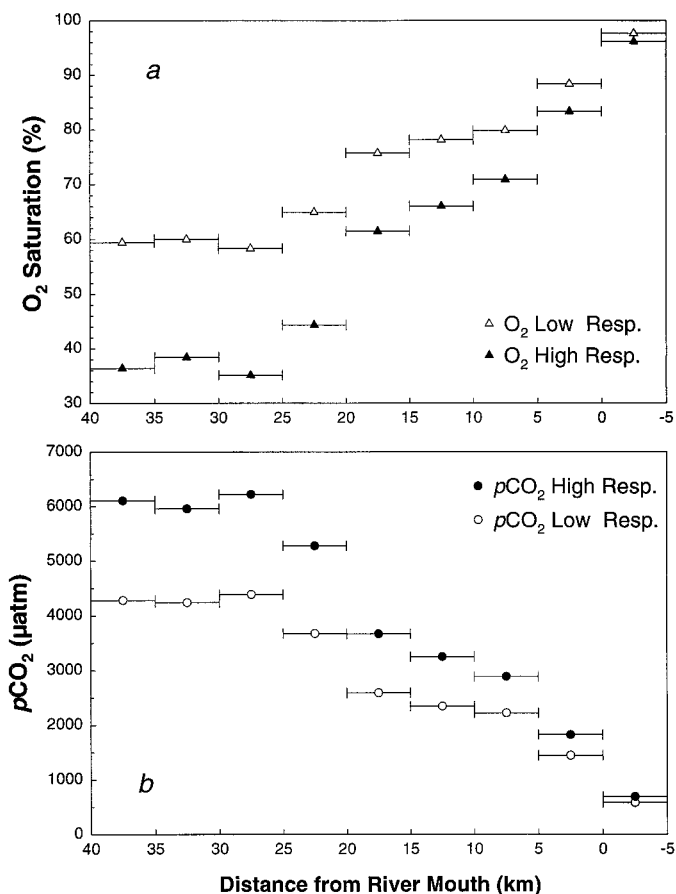 100
90
80
70
60
50
40
30
O₂ Saturation (%)
a
O₂ Low Resp.
O₂ High Resp.
40 35 30 25 20 15 10 5 0 -5
7000
6000
5000
4000
3000
2000
1000
0
pCO₂ (µatm)
pCO₂ High Resp.
pCO₂ Low Resp.
b
40 35 30 25 20 15 10 5 0 -5
Distance from River Mouth (km)